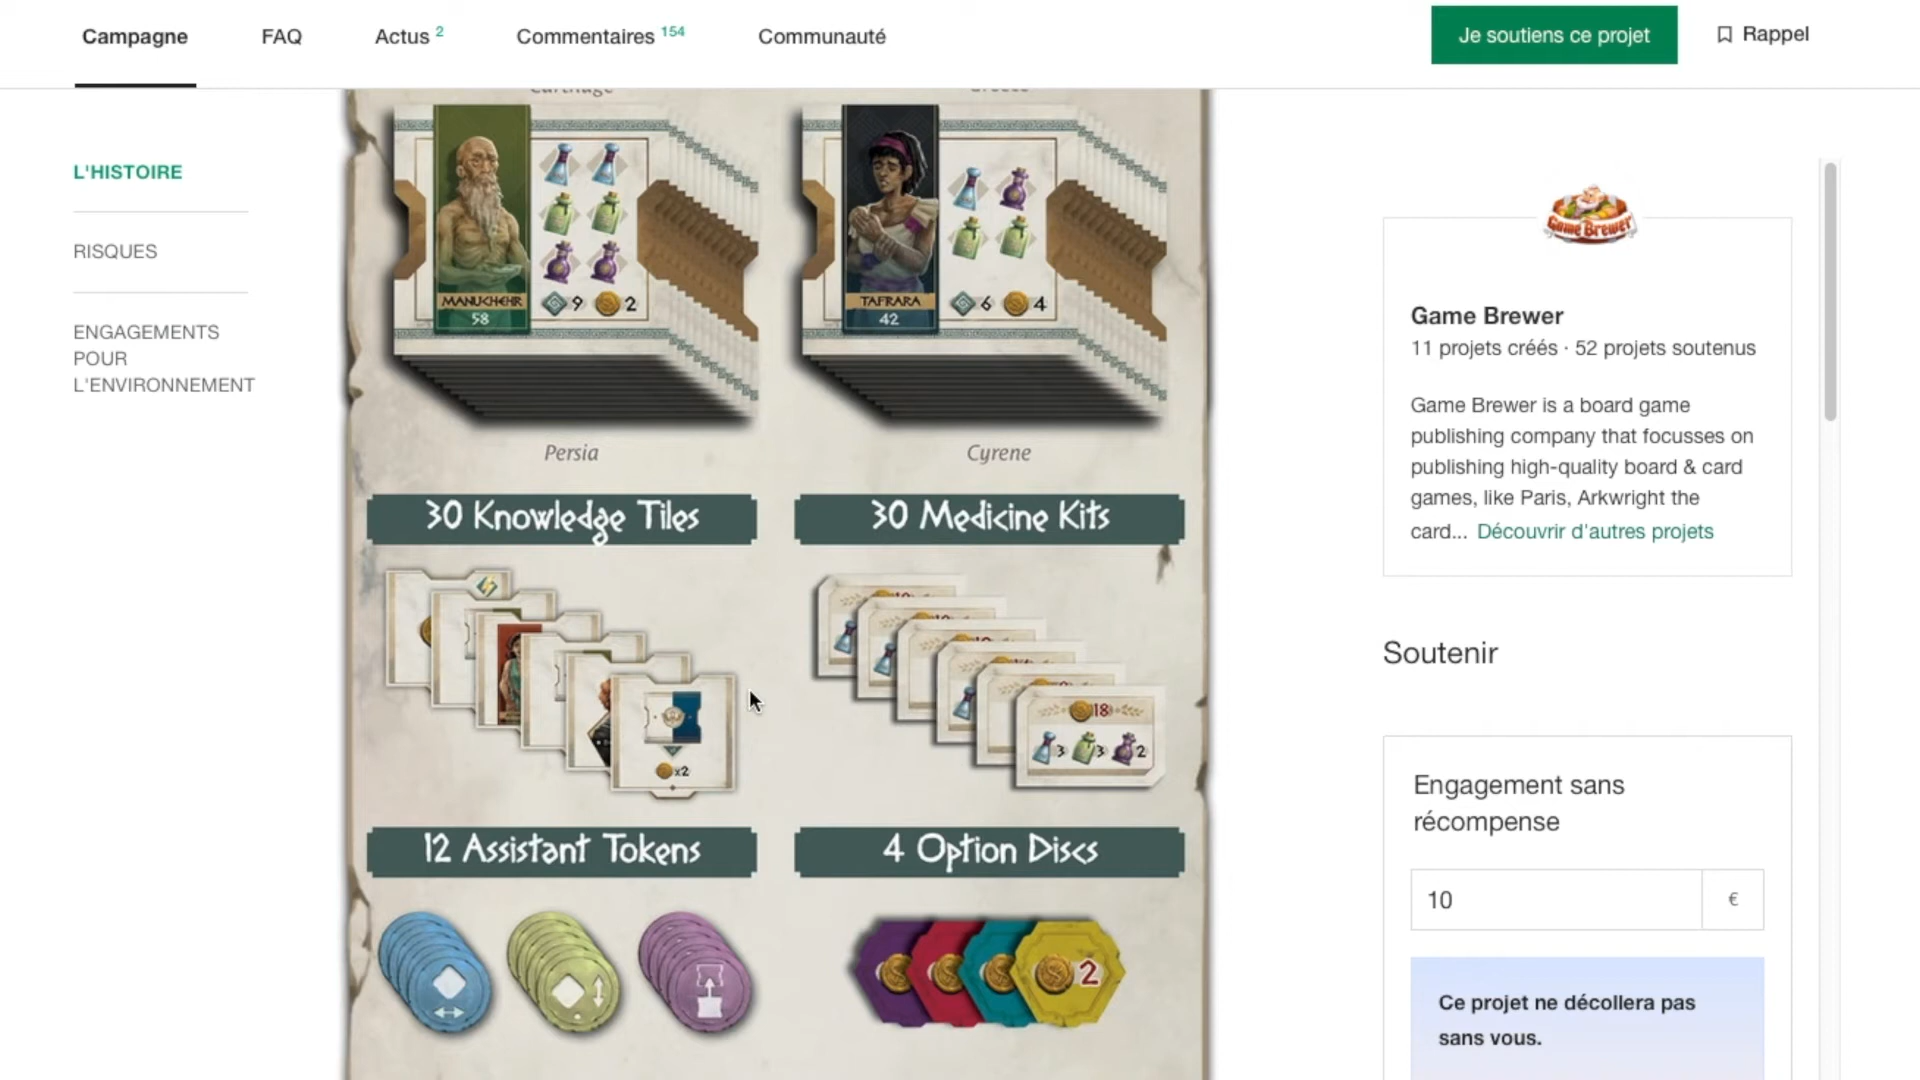 Campagne
FAQ
Actus 2
Commentaires 154
Communauté
Je soutiens ce projet
Rappel
L'HISTOIRE
RISQUES
ENGAGEMENTS
POUR
L'ENVIRONNEMENT
Carthage
Greece
MANUCHEHR
58
9
2
TAFRARA
42
6
4
Persia
Cyrene
30 Knowledge Tiles
30 Medicine Kits
x2
18
3
3
2
12 Assistant Tokens
4 Option Discs
2
Game Brewer
Game Brewer
11 projets créés · 52 projets soutenus
Game Brewer is a board game
publishing company that focusses on
publishing high-quality board & card
games, like Paris, Arkwright the
card... Découvrir d'autres projets
Soutenir
Engagement sans
récompense
10
€
Ce projet ne décollera pas
sans vous.